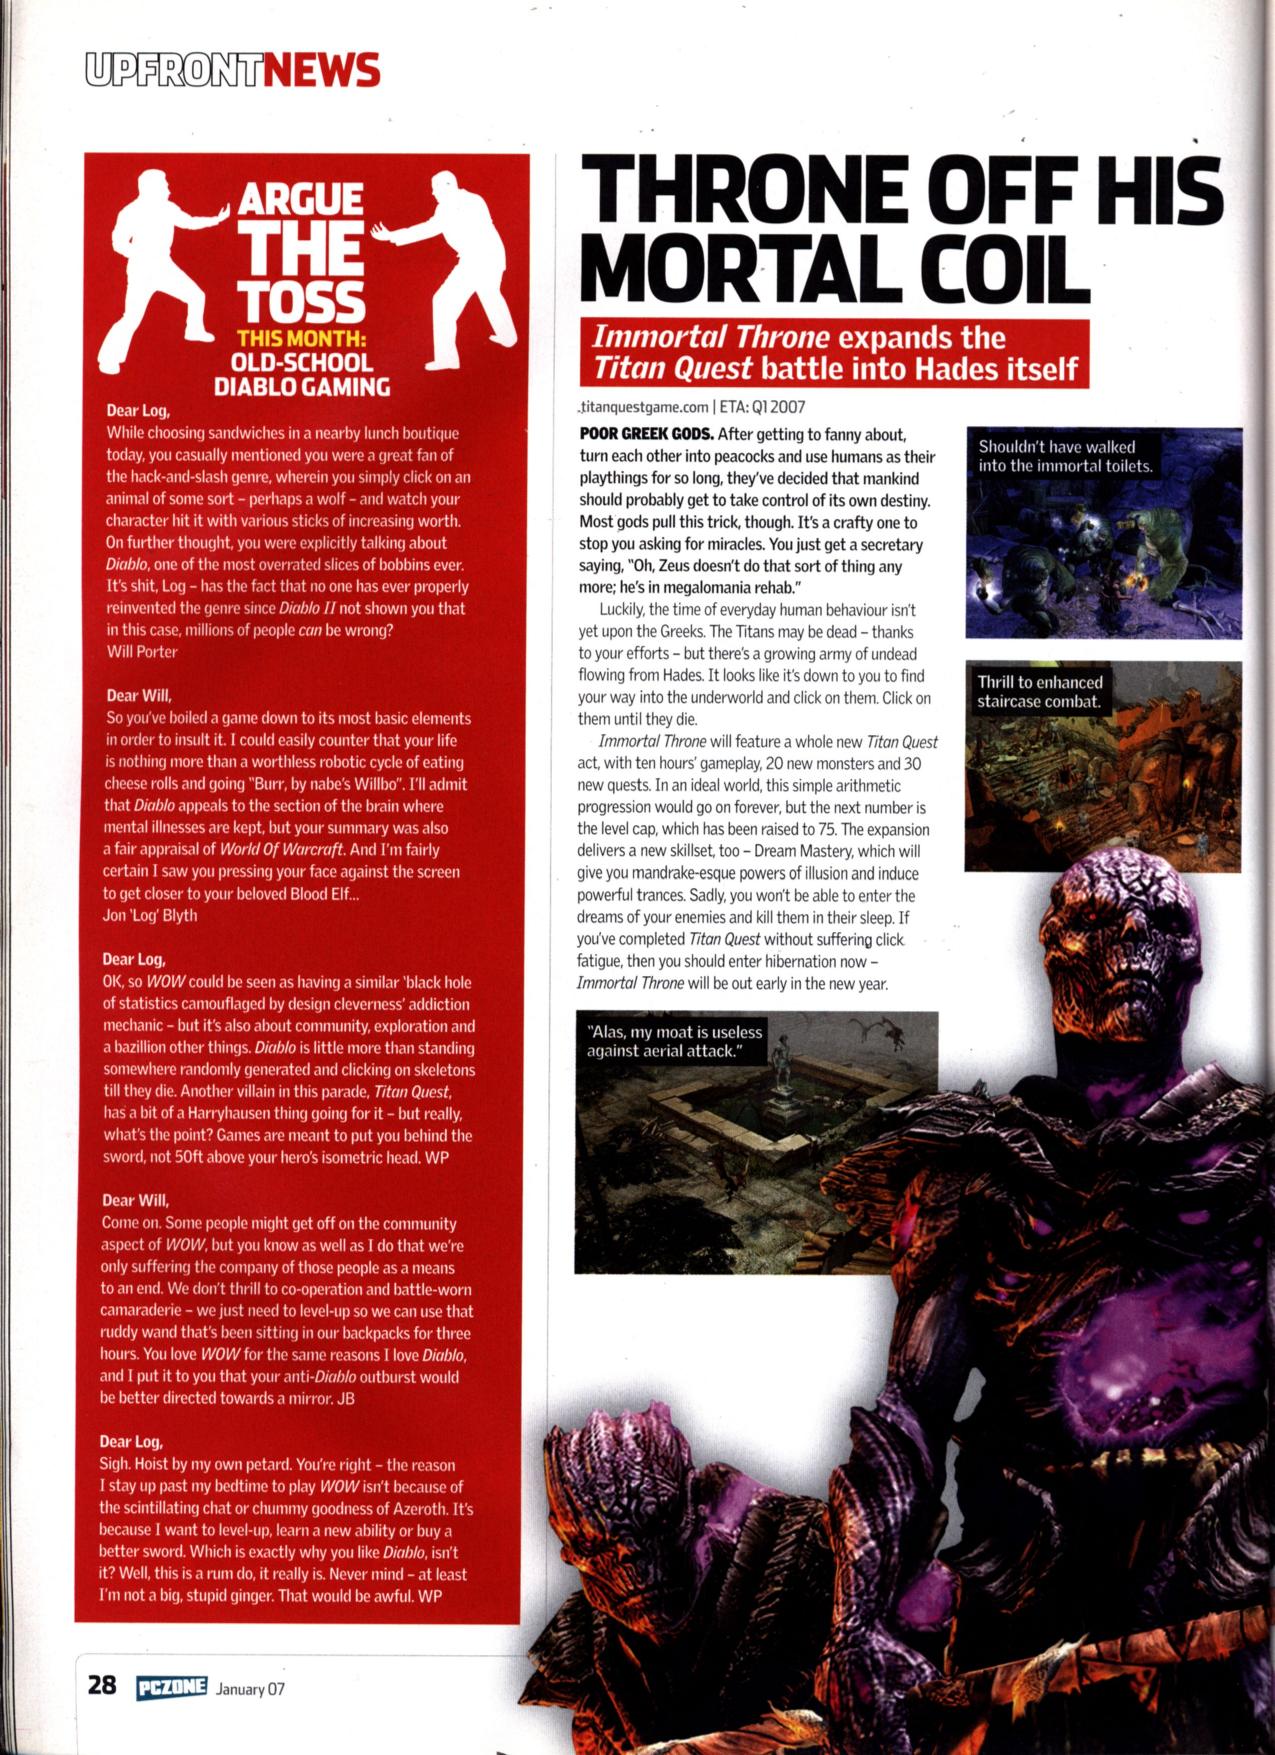 UPFRONTNEWS
ARGUE
THE
TOSS
THIS MONTH:
OLD-SCHOOL
DIABLO GAMING
Dear Log,
While choosing sandwiches in a nearby lunch boutique
today, you casually mentioned you were a great fan of
the hack-and-slash genre, wherein you simply click on an
animal of some sort – perhaps a wolf – and watch your
character hit it with various sticks of increasing worth.
On further thought, you were explicitly talking about
Diablo, one of the most overrated slices of bobbins ever.
It's shit, Log – has the fact that no one has ever properly
reinvented the genre since Diablo II not shown you that
in this case, millions of people can be wrong?
Will Porter
Dear Will,
So you've boiled a game down to its most basic elements
in order to insult it. I could easily counter that your life
is nothing more than a worthless robotic cycle of eating
cheese rolls and going "Burr, by nabe's Willbo". I'll admit
that Diablo appeals to the section of the brain where
mental illnesses are kept, but your summary was also
a fair appraisal of World Of Warcraft. And I'm fairly
certain I saw you pressing your face against the screen
to get closer to your beloved Blood Elf...
Jon 'Log' Blyth
Dear Log,
OK, so WOW could be seen as having a similar 'black hole
of statistics camouflaged by design cleverness' addiction
mechanic – but it's also about community, exploration and
a bazillion other things. Diablo is little more than standing
somewhere randomly generated and clicking on skeletons
till they die. Another villain in this parade, Titan Quest,
has a bit of a Harryhausen thing going for it – but really,
what's the point? Games are meant to put you behind the
sword, not 50ft above your hero's isometric head. WP
Dear Will,
Come on. Some people might get off on the community
aspect of WOW, but you know as well as I do that we're
only suffering the company of those people as a means
to an end. We don't thrill to co-operation and battle-worn
camaraderie – we just need to level-up so we can use that
ruddy wand that's been sitting in our backpacks for three
hours. You love WOW for the same reasons I love Diablo,
and I put it to you that your anti-Diablo outburst would
be better directed towards a mirror. JB
Dear Log,
Sigh. Hoist by my own petard. You're right – the reason
I stay up past my bedtime to play WOW isn't because of
the scintillating chat or chummy goodness of Azeroth. It's
because I want to level-up, learn a new ability or buy a
better sword. Which is exactly why you like Diablo, isn't
it? Well, this is a rum do, it really is. Never mind – at least
I'm not a big, stupid ginger. That would be awful. WP
THRONE OFF HIS
MORTAL COIL
Immortal Throne expands the
Titan Quest battle into Hades itself
.titanquestgame.com | ETA: Q1 2007
POOR GREEK GODS. After getting to fanny about,
turn each other into peacocks and use humans as their
playthings for so long, they've decided that mankind
should probably get to take control of its own destiny.
Most gods pull this trick, though. It's a crafty one to
stop you asking for miracles. You just get a secretary
saying, "Oh, Zeus doesn't do that sort of thing any
more; he's in megalomania rehab."
Luckily, the time of everyday human behaviour isn't
yet upon the Greeks. The Titans may be dead – thanks
to your efforts – but there's a growing army of undead
flowing from Hades. It looks like it's down to you to find
your way into the underworld and click on them. Click on
them until they die.
Immortal Throne will feature a whole new Titan Quest
act, with ten hours' gameplay, 20 new monsters and 30
new quests. In an ideal world, this simple arithmetic
progression would go on forever, but the next number is
the level cap, which has been raised to 75. The expansion
delivers a new skillset, too – Dream Mastery, which will
give you mandrake-esque powers of illusion and induce
powerful trances. Sadly, you won't be able to enter the
dreams of your enemies and kill them in their sleep. If
you've completed Titan Quest without suffering click
fatigue, then you should enter hibernation now –
Immortal Throne will be out early in the new year.
Shouldn't have walked
into the immortal toilets.
Thrill to enhanced
staircase combat.
"Alas, my moat is useless
against aerial attack."
28 PCZONE January 07